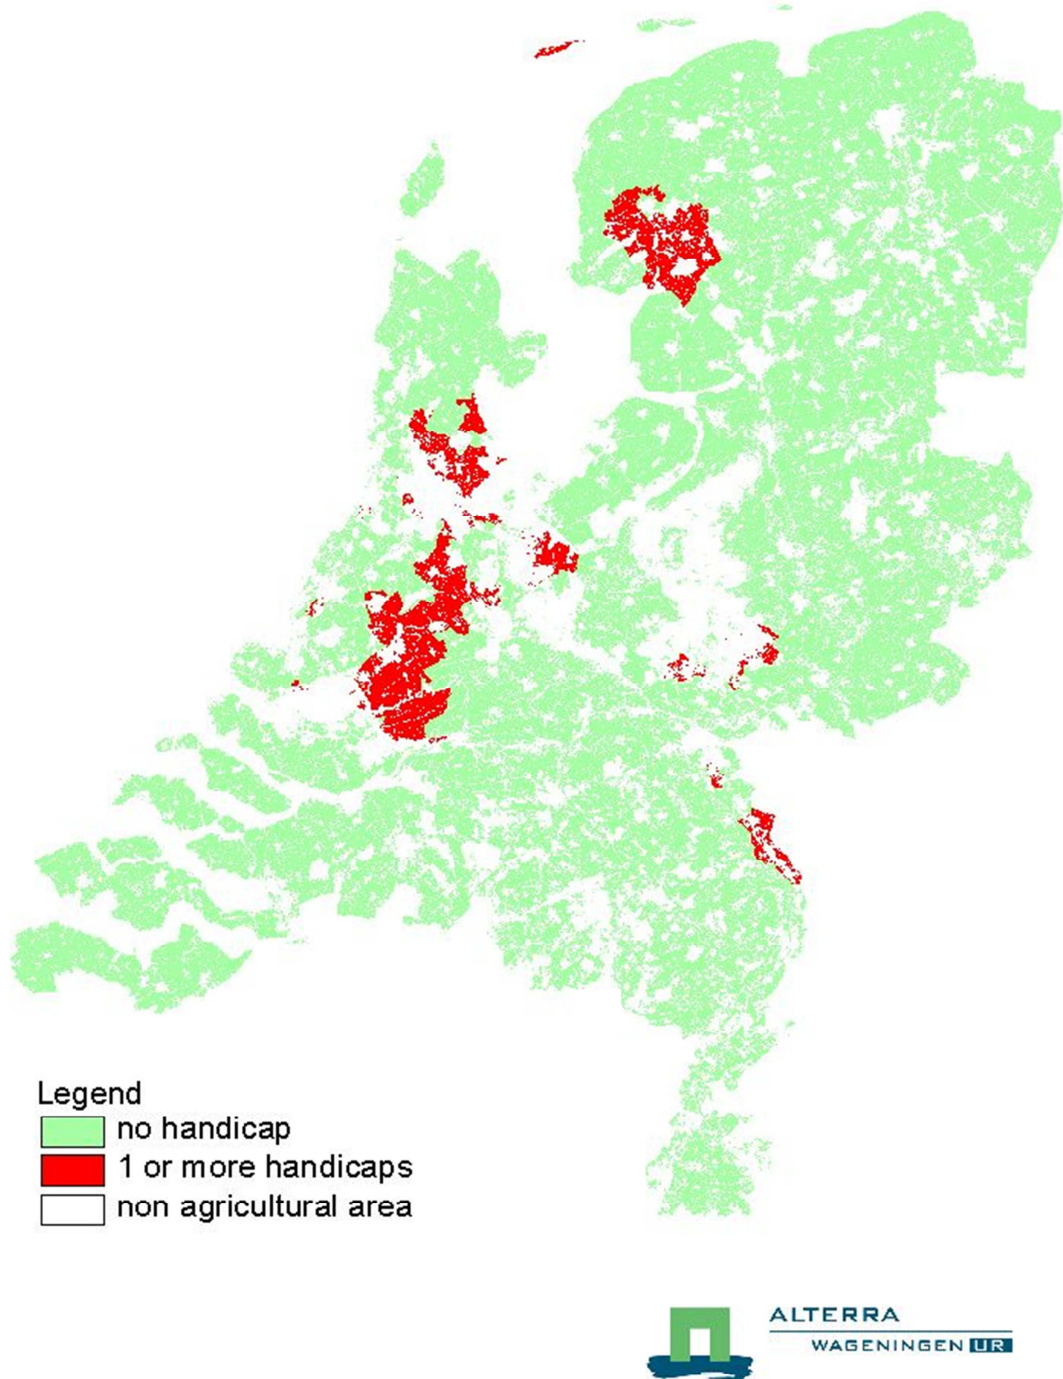 Legend
no handicap
1 or more handicaps
non agricultural area
ALTERRA
WAGENINGEN UR